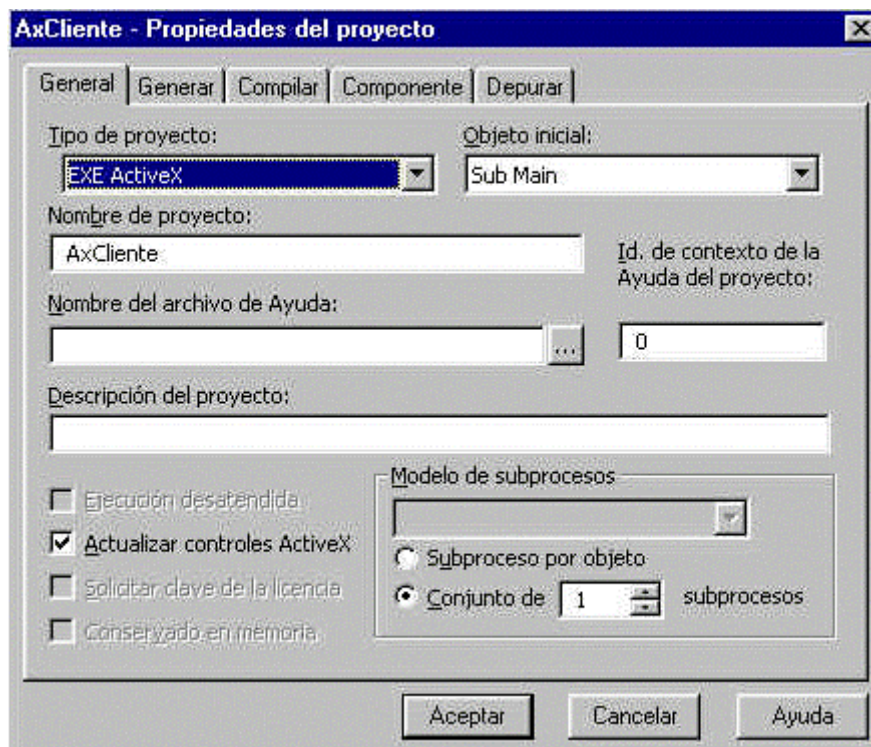 AxCliente - Propiedades del proyecto
General Generar Compilar Componente Depurar
Tipo de proyecto: Objeto inicial:
EXE ActiveX Sub Main
Nombre de proyecto:
AxCliente
Id. de contexto de la
Ayuda del proyecto:
Nombre del archivo de Ayuda:
... 0
Descripción del proyecto:
Modelo de subprocesos
Ejecución desatendida
Actualizar controles ActiveX
Subproceso por objeto
Solicitar clave de la licencia
Conjunto de 1 subprocesos
Conservado en memoria
Aceptar Cancelar Ayuda